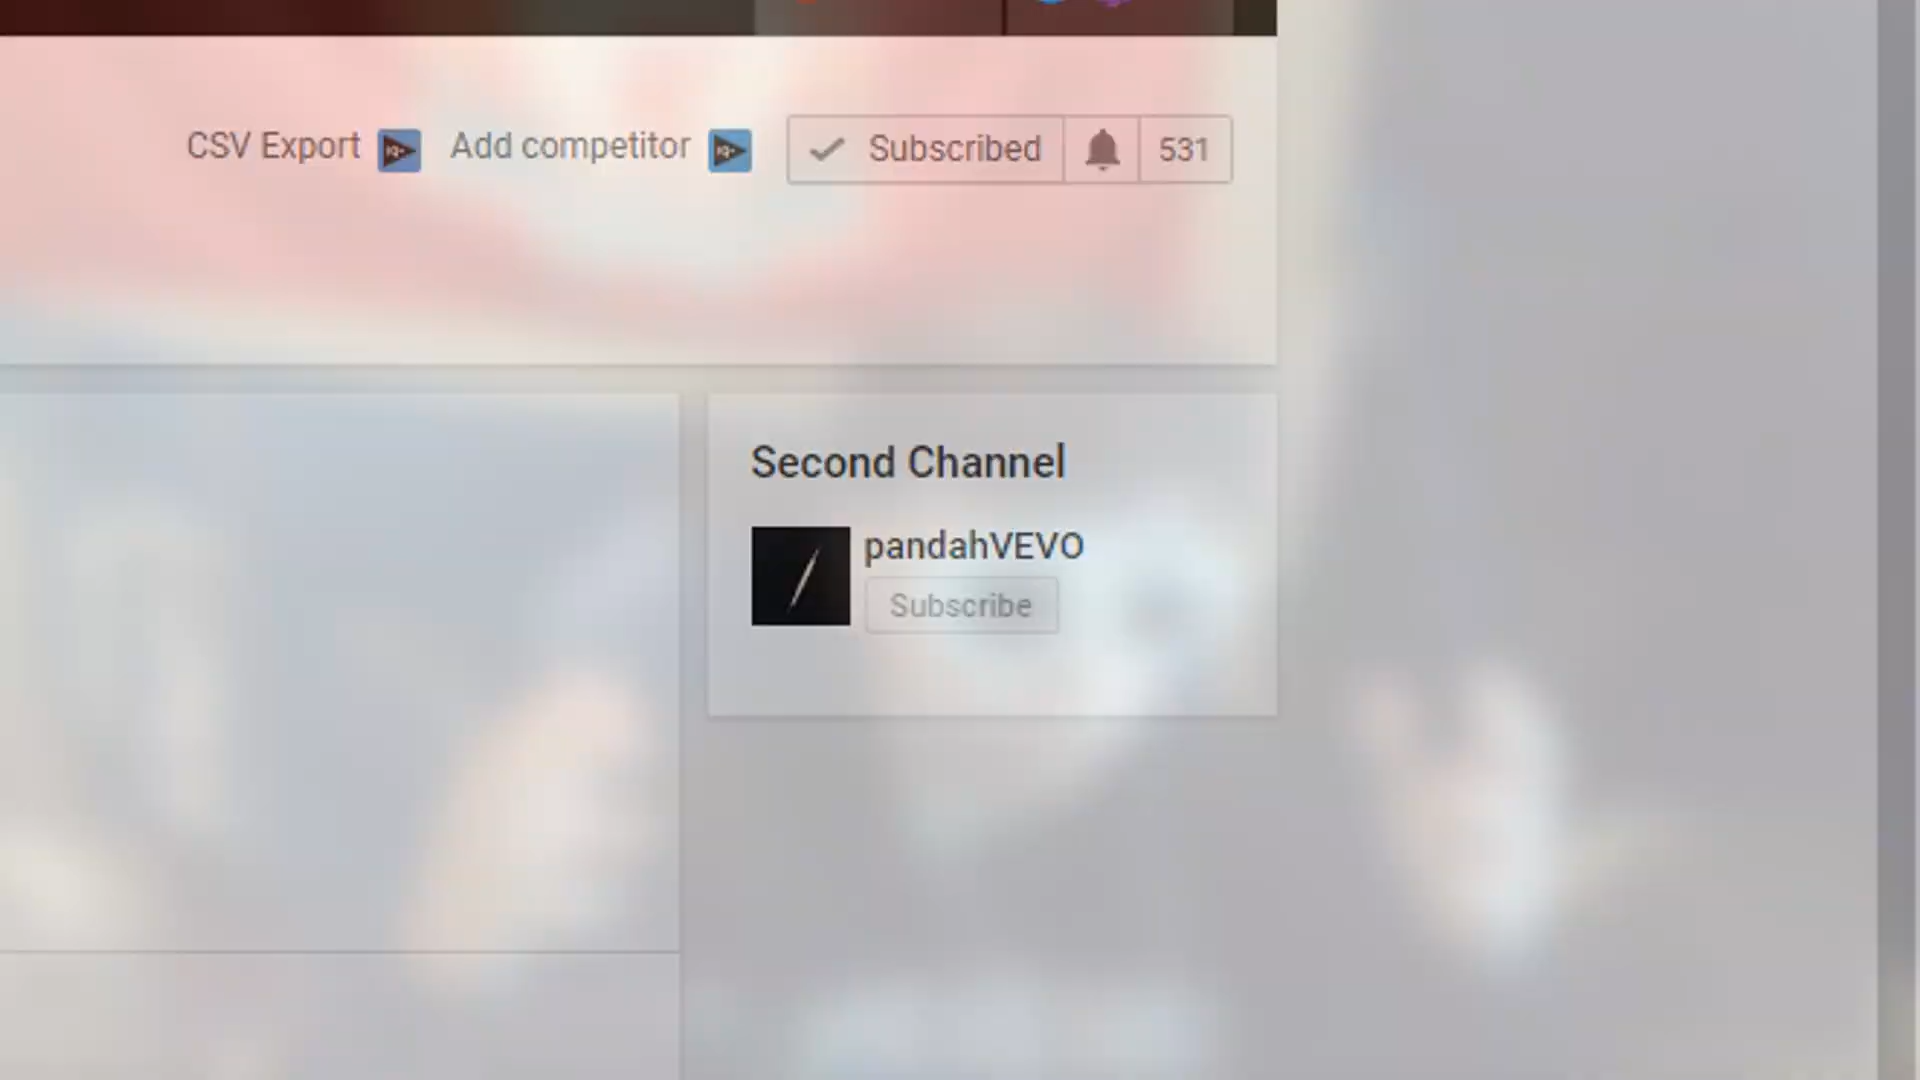 CSV Export Add competitor Subscribed 531
Second Channel
pandahVEVO
Subscribe